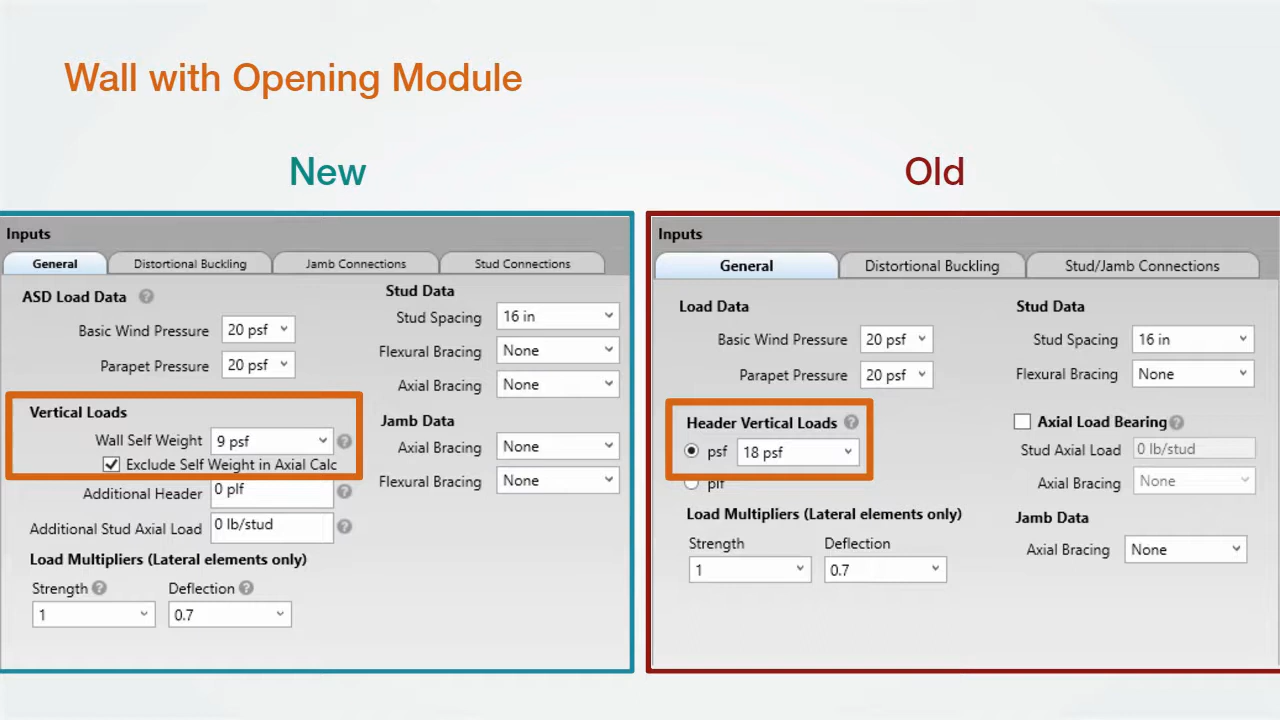 Wall with Opening Module
New
Inputs
General
Distortional Buckling
Jamb Connections
Stud Connections
ASD Load Data
Basic Wind Pressure 20 psf
Parapet Pressure 20 psf
Vertical Loads
Wall Self Weight 9 psf
Exclude Self Weight in Axial Calc
Additional Header 0 plf
Additional Stud Axial Load 0 lb/stud
Load Multipliers (Lateral elements only)
Strength
Deflection
1
0.7
Stud Data
Stud Spacing 16 in
Flexural Bracing None
Axial Bracing None
Jamb Data
Axial Bracing None
Flexural Bracing None
Old
Inputs
General
Distortional Buckling
Stud/Jamb Connections
Load Data
Basic Wind Pressure 20 psf
Parapet Pressure 20 psf
Header Vertical Loads
psf 18 psf
plf
Load Multipliers (Lateral elements only)
Strength
Deflection
1
0.7
Stud Data
Stud Spacing 16 in
Flexural Bracing None
Axial Load Bearing
Stud Axial Load 0 lb/stud
Axial Bracing None
Jamb Data
Axial Bracing None